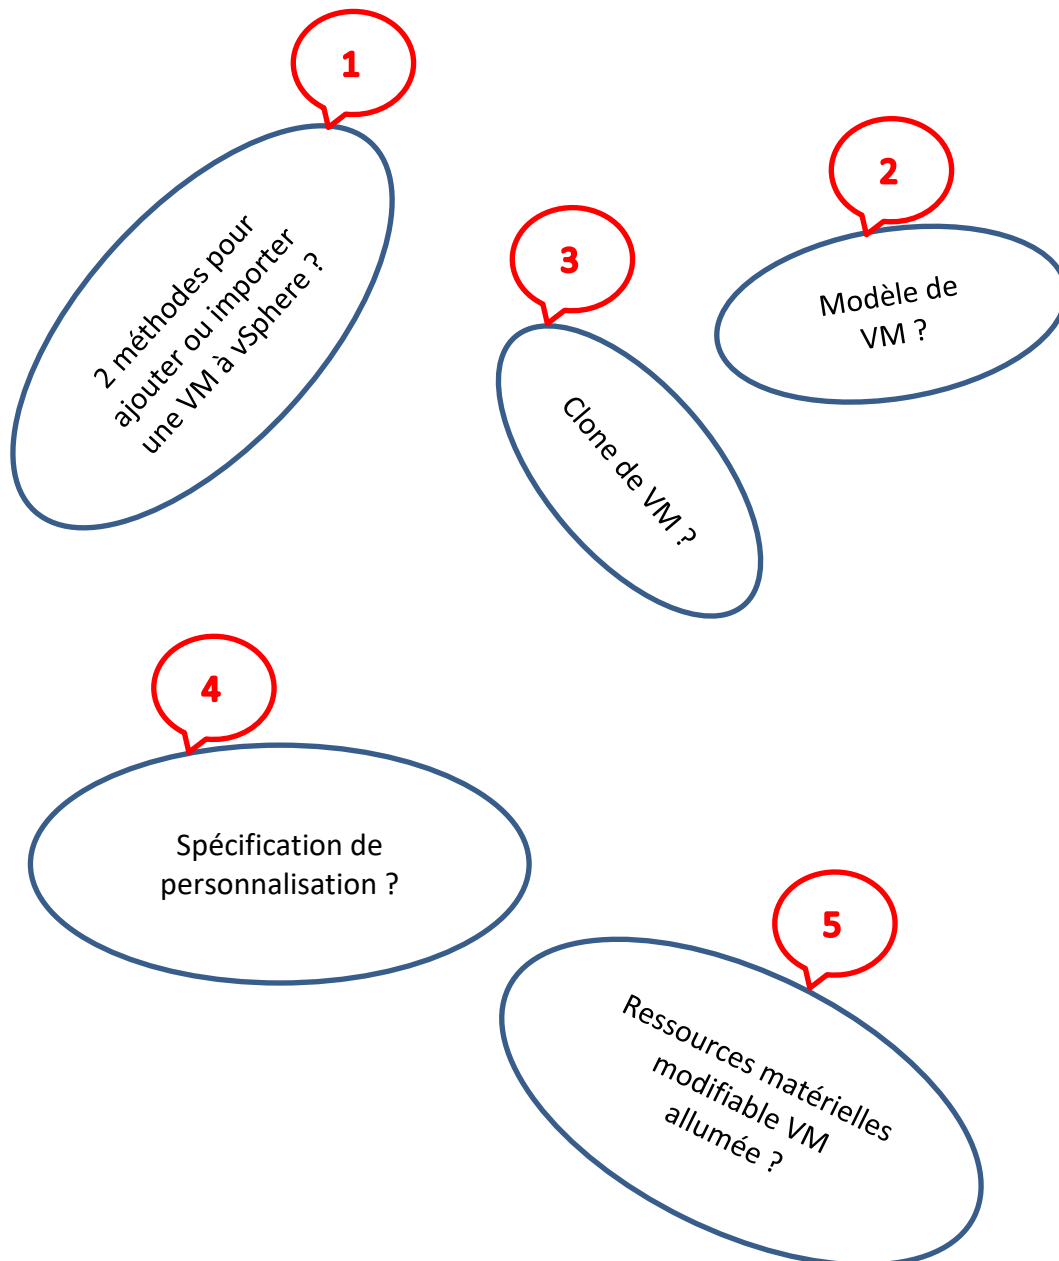 1
2 méthodes pour
ajouter ou importer
une VM à vSphere ?
2
Modèle de
VM ?
3
Clone de VM ?
4
Spécification de
personnalisation ?
5
Ressources matérielles
modifiable VM
allumée ?